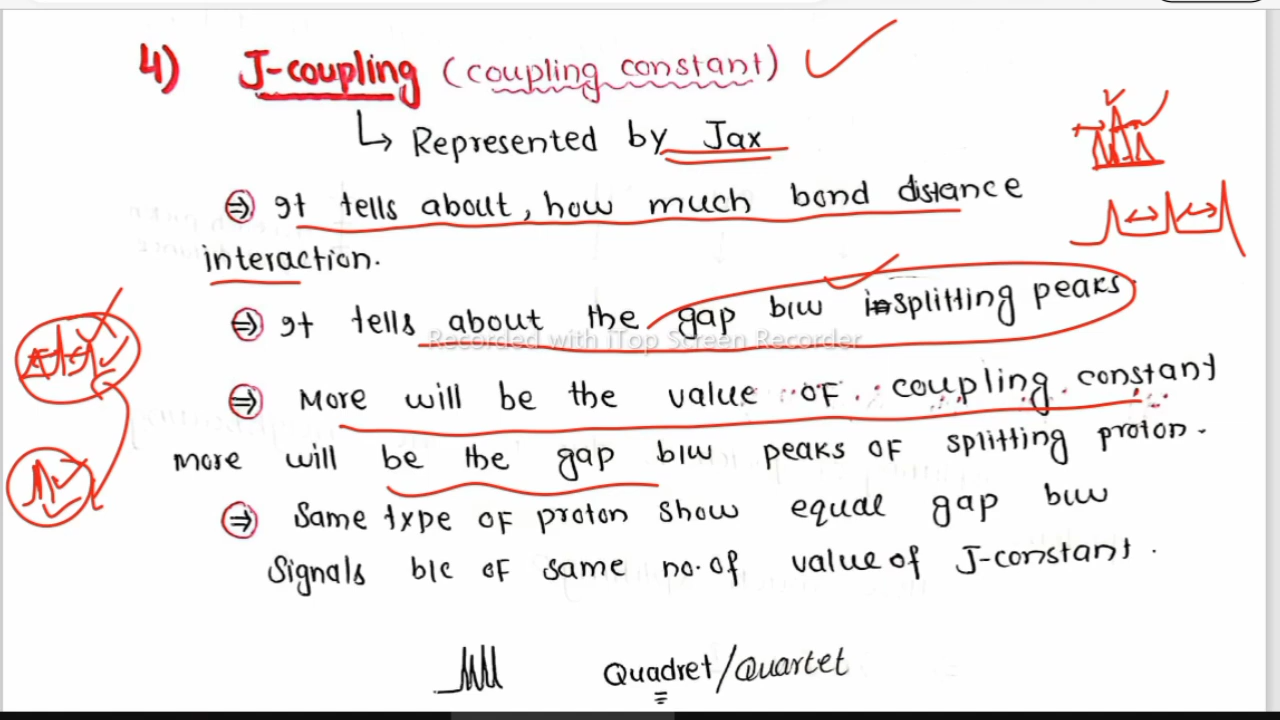 4) J-coupling (coupling constant)
↳ Represented by Jax
⇒ It tells about, how much bond distance
interaction.
⇒ It tells about the gap b/w splitting peaks
Recorded with iTop Screen Recorder
⇒ More will be the value of coupling constant
more will be the gap b/w peaks of splitting proton.
⇒ Same type of proton show equal gap b/w
Signals b/c of same no. of value of J-constant.
Quadret/Quartet